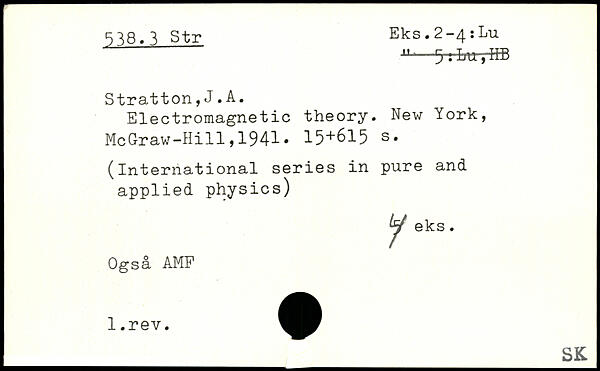 538.3 Str
Eks.2-4:Lu
" 5:Lu,HB
Stratton,J.A.
Electromagnetic theory. New York,
McGraw-Hill,1941. 15+615 s.
(International series in pure and
applied physics)
eks.
Også AMF
1.rev.
SK